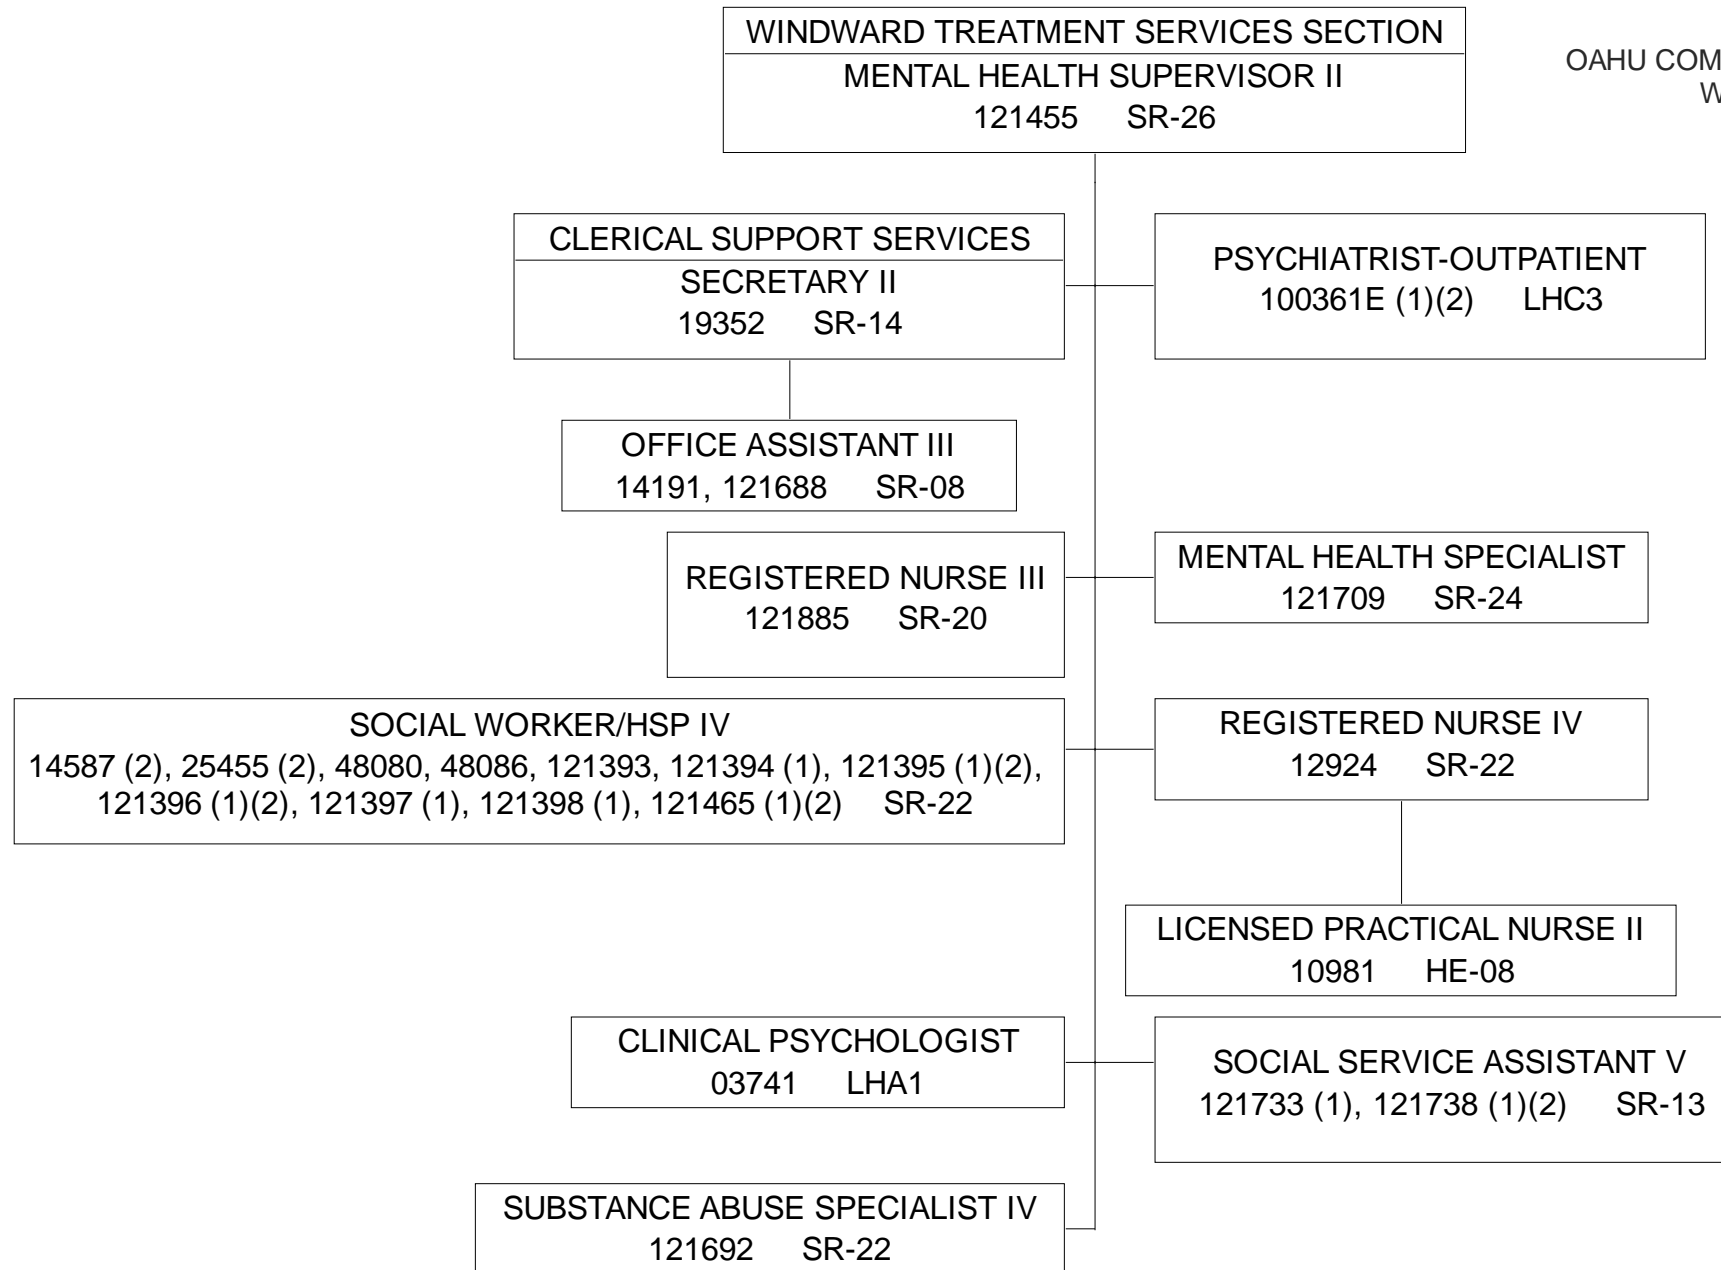 WINDWARD TREATMENT SERVICES SECTION
MENTAL HEALTH SUPERVISOR II
121455 SR-26
OAHU COM
W
CLERICAL SUPPORT SERVICES
SECRETARY II
19352 SR-14
PSYCHIATRIST-OUTPATIENT
100361E (1)(2) LHC3
OFFICE ASSISTANT III
14191, 121688 SR-08
REGISTERED NURSE III
121885 SR-20
MENTAL HEALTH SPECIALIST
121709 SR-24
SOCIAL WORKER/HSP IV
14587 (2), 25455 (2), 48080, 48086, 121393, 121394 (1), 121395 (1)(2),
121396 (1)(2), 121397 (1), 121398 (1), 121465 (1)(2) SR-22
REGISTERED NURSE IV
12924 SR-22
LICENSED PRACTICAL NURSE II
10981 HE-08
CLINICAL PSYCHOLOGIST
03741 LHA1
SOCIAL SERVICE ASSISTANT V
121733 (1), 121738 (1)(2) SR-13
SUBSTANCE ABUSE SPECIALIST IV
121692 SR-22